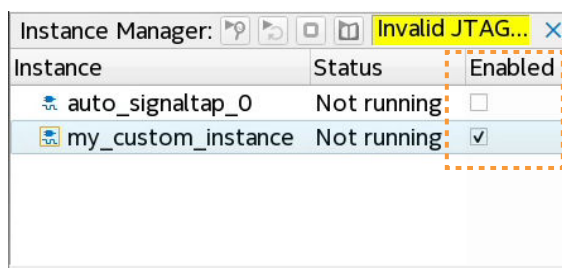 Instance Manager: Invalid JTAG...
Instance Status Enabled
auto_signaltap_0 Not running
my_custom_instance Not running